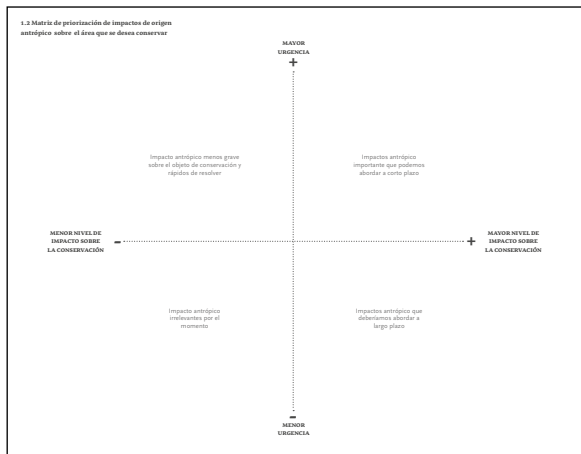 1.2 Matriz de priorización de impactos de origen
antrópico sobre el área que se desea conservar
MAYOR
URGENCIA
+
Impacto antrópico menos grave
sobre el objeto de conservación y
rápidos de resolver
Impactos antrópico
importante que podemos
abordar a corto plazo
MENOR NIVEL DE
IMPACTO SOBRE
LA CONSERVACIÓN
-
+
MAYOR NIVEL DE
IMPACTO SOBRE
LA CONSERVACIÓN
Impacto antrópico
irrelevantes por el
momento
Impactos antrópico que
deberíamos abordar a
largo plazo
-
MENOR
URGENCIA